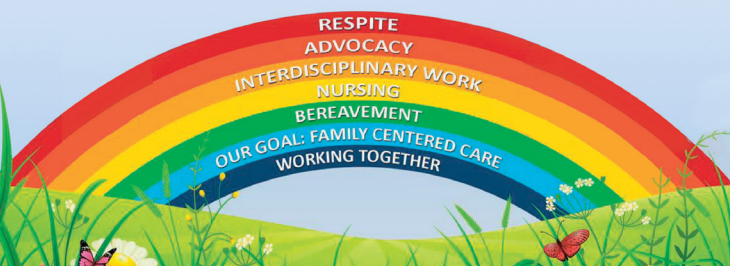 RESPITE
ADVOCACY
INTERDISCIPLINARY WORK
NURSING
BEREAVEMENT
OUR GOAL: FAMILY CENTERED CARE
WORKING TOGETHER